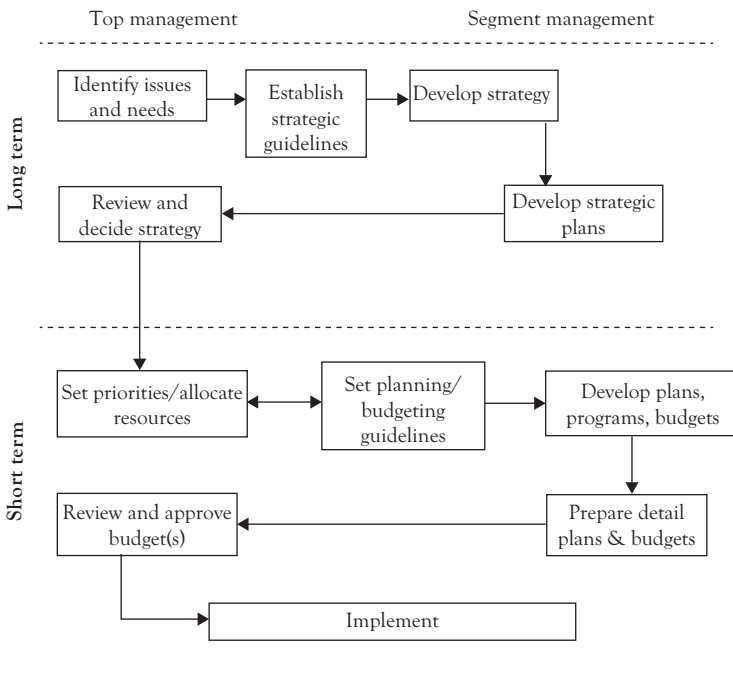 Top management
Segment management
Long term
Identify issues
and needs
Establish
strategic
guidelines
Develop strategy
Review and
decide strategy
Develop strategic
plans
Short term
Set priorities/allocate
resources
Set planning/
budgeting
guidelines
Develop plans,
programs, budgets
Review and approve
budget(s)
Prepare detail
plans & budgets
Implement